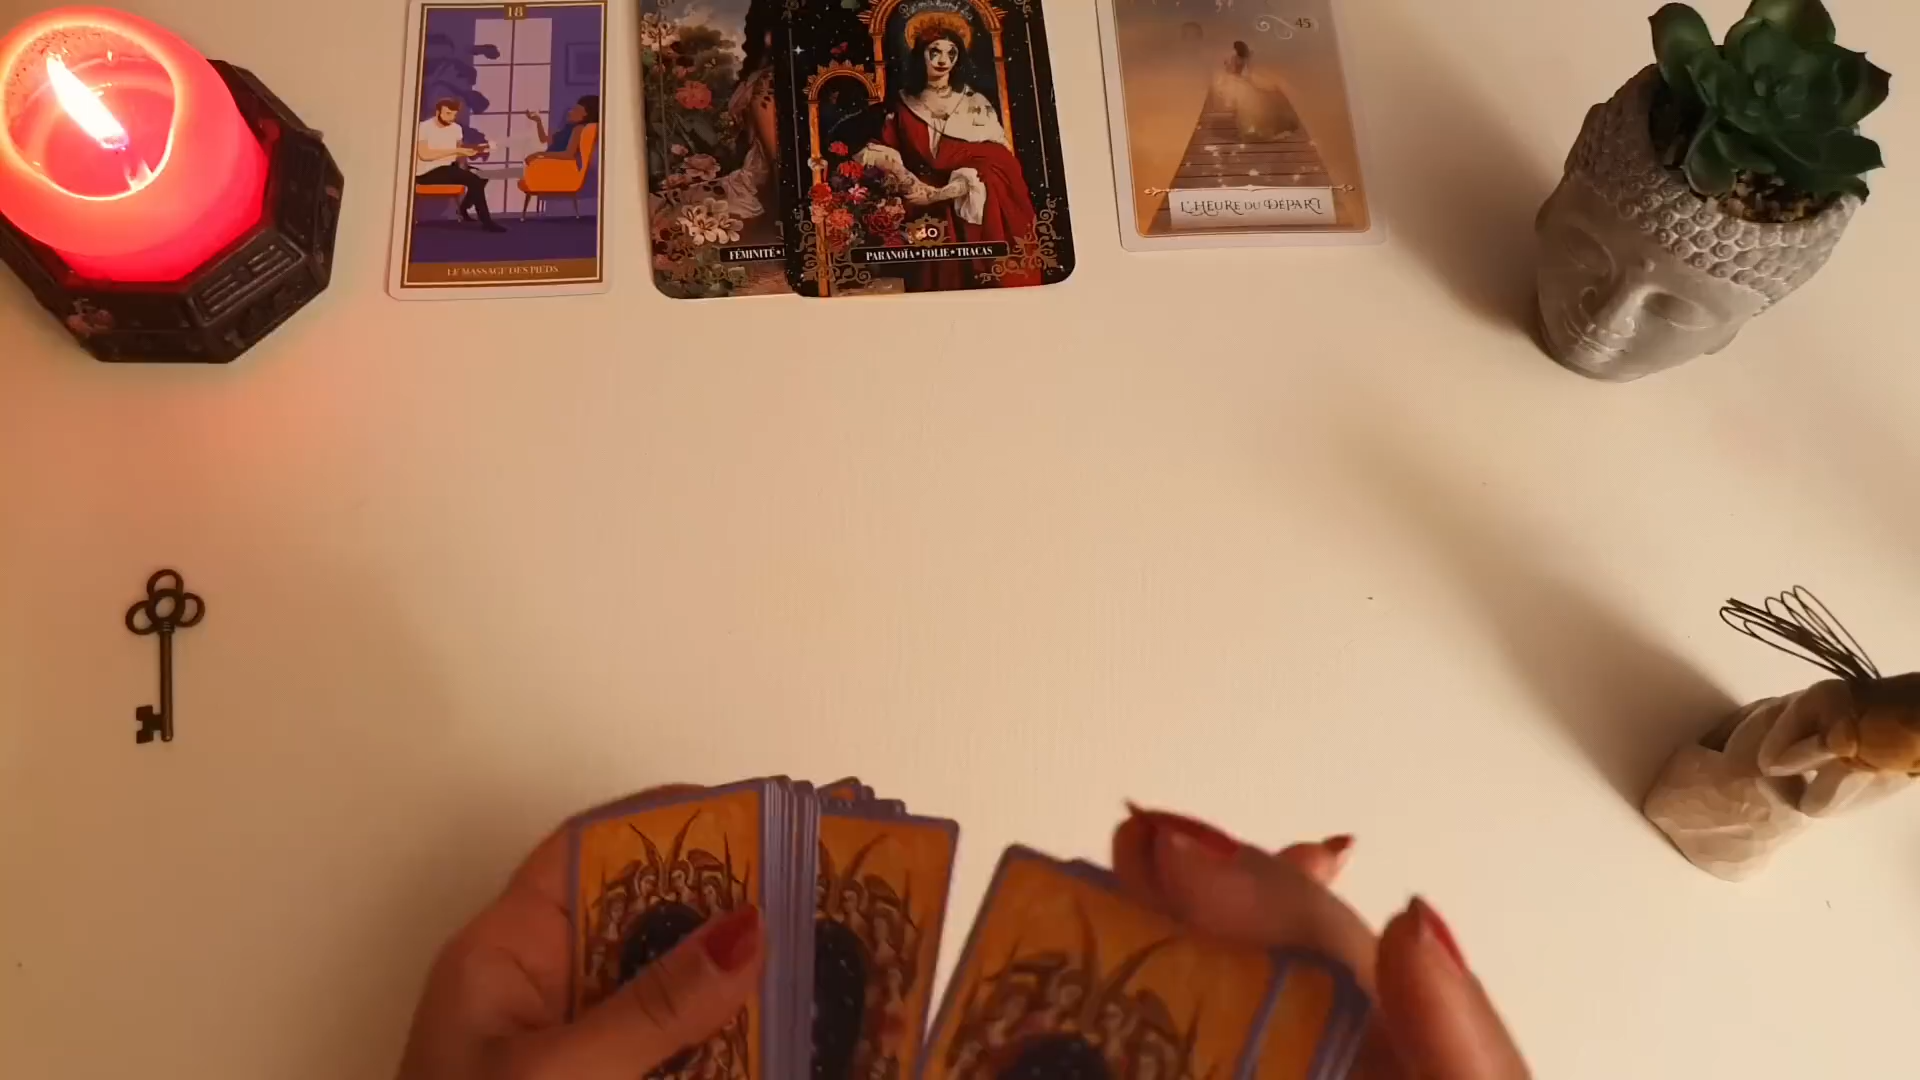 18
LE MASSAGE DES PIEDS
FÉMINITÉ •
40
PARANOÏA • FOLIE • TRACAS
45
L'HEURE DU DÉPART